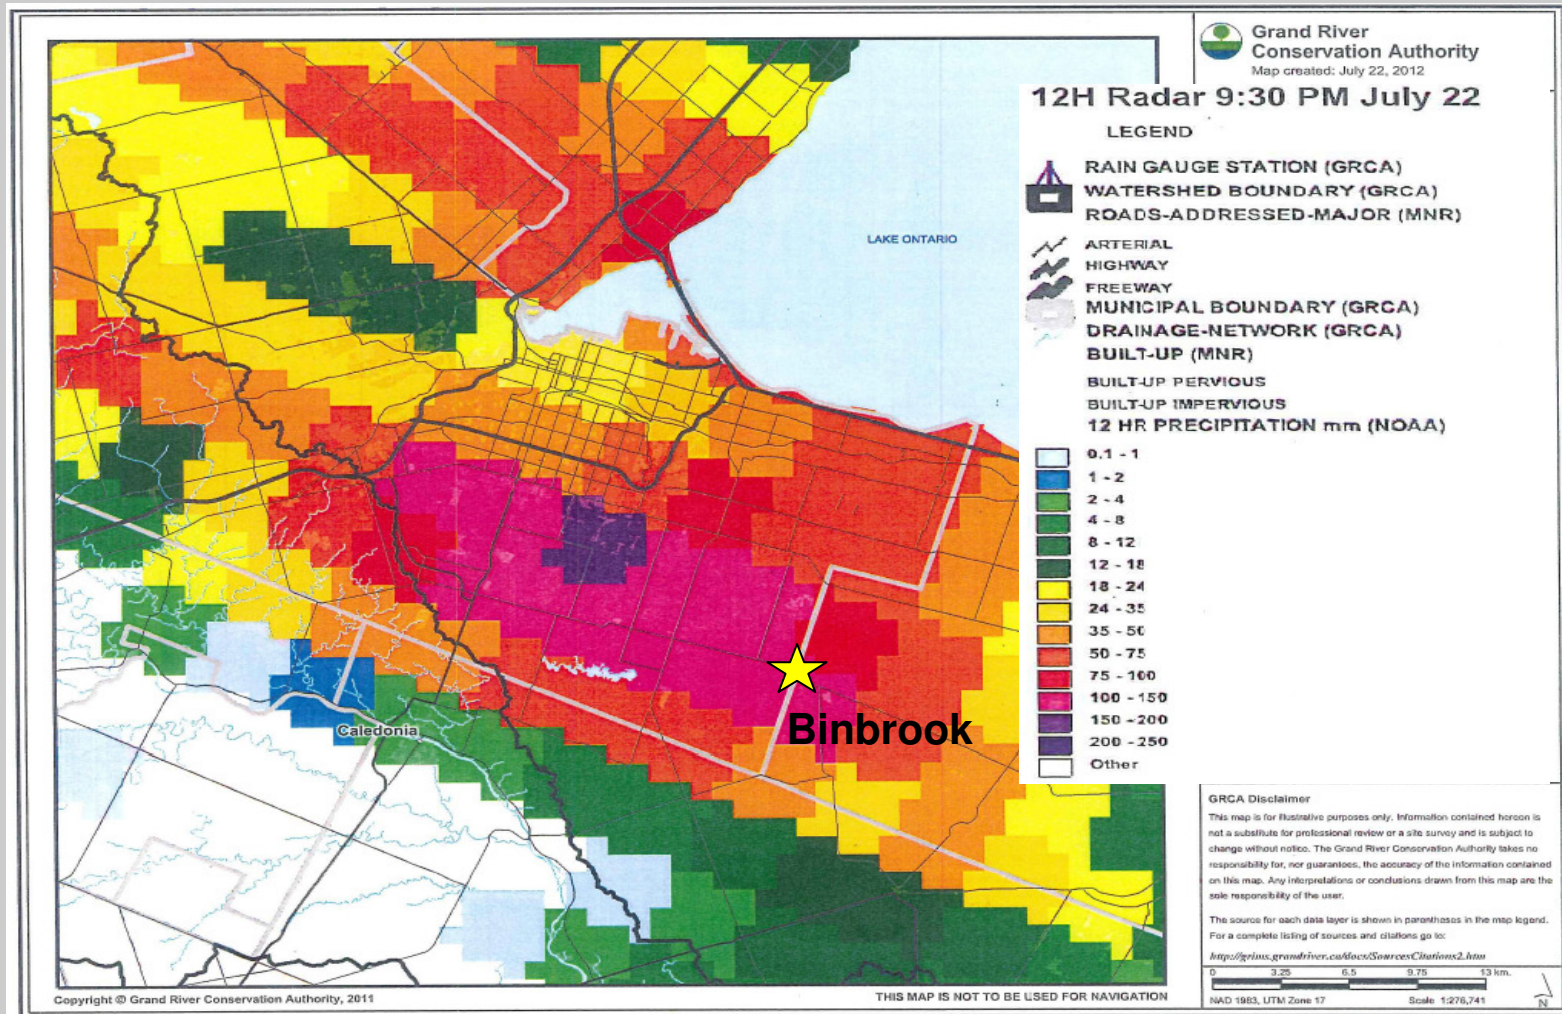 Grand River
Conservation Authority
Map created: July 22, 2012
12H Radar 9:30 PM July 22
LEGEND
RAIN GAUGE STATION (GRCA)
WATERSHED BOUNDARY (GRCA)
ROADS-ADDRESSED-MAJOR (MNR)
ARTERIAL
HIGHWAY
FREEWAY
MUNICIPAL BOUNDARY (GRCA)
DRAINAGE-NETWORK (GRCA)
BUILT-UP (MNR)
BUILT-UP PERVIOUS
BUILT-UP IMPERVIOUS
12 HR PRECIPITATION mm (NOAA)
0.1 - 1
1 - 2
2 - 4
4 - 8
8 - 12
12 - 18
18 - 24
24 - 35
35 - 50
50 - 75
75 - 100
100 - 150
150 - 200
200 - 250
Other
LAKE ONTARIO
Binbrook
Caledonia
GRCA Disclaimer
This map is for illustrative purposes only. Information contained hereon is
not a substitute for professional review or a site survey and is subject to
change without notice. The Grand River Conservation Authority takes no
responsibility for, nor guarantees, the accuracy of the information contained
on this map. Any interpretations or conclusions drawn from this map are the
sole responsibility of the user.
The source for each data layer is shown in parentheses in the map legend.
For a complete listing of sources and citations go to:
http://grims.grandriver.ca/docs/SourcesCitations2.htm
0 3.25 6.5 9.75 13 km.
NAD 1983, UTM Zone 17 Scale 1:276,741
N
Copyright © Grand River Conservation Authority, 2011
THIS MAP IS NOT TO BE USED FOR NAVIGATION